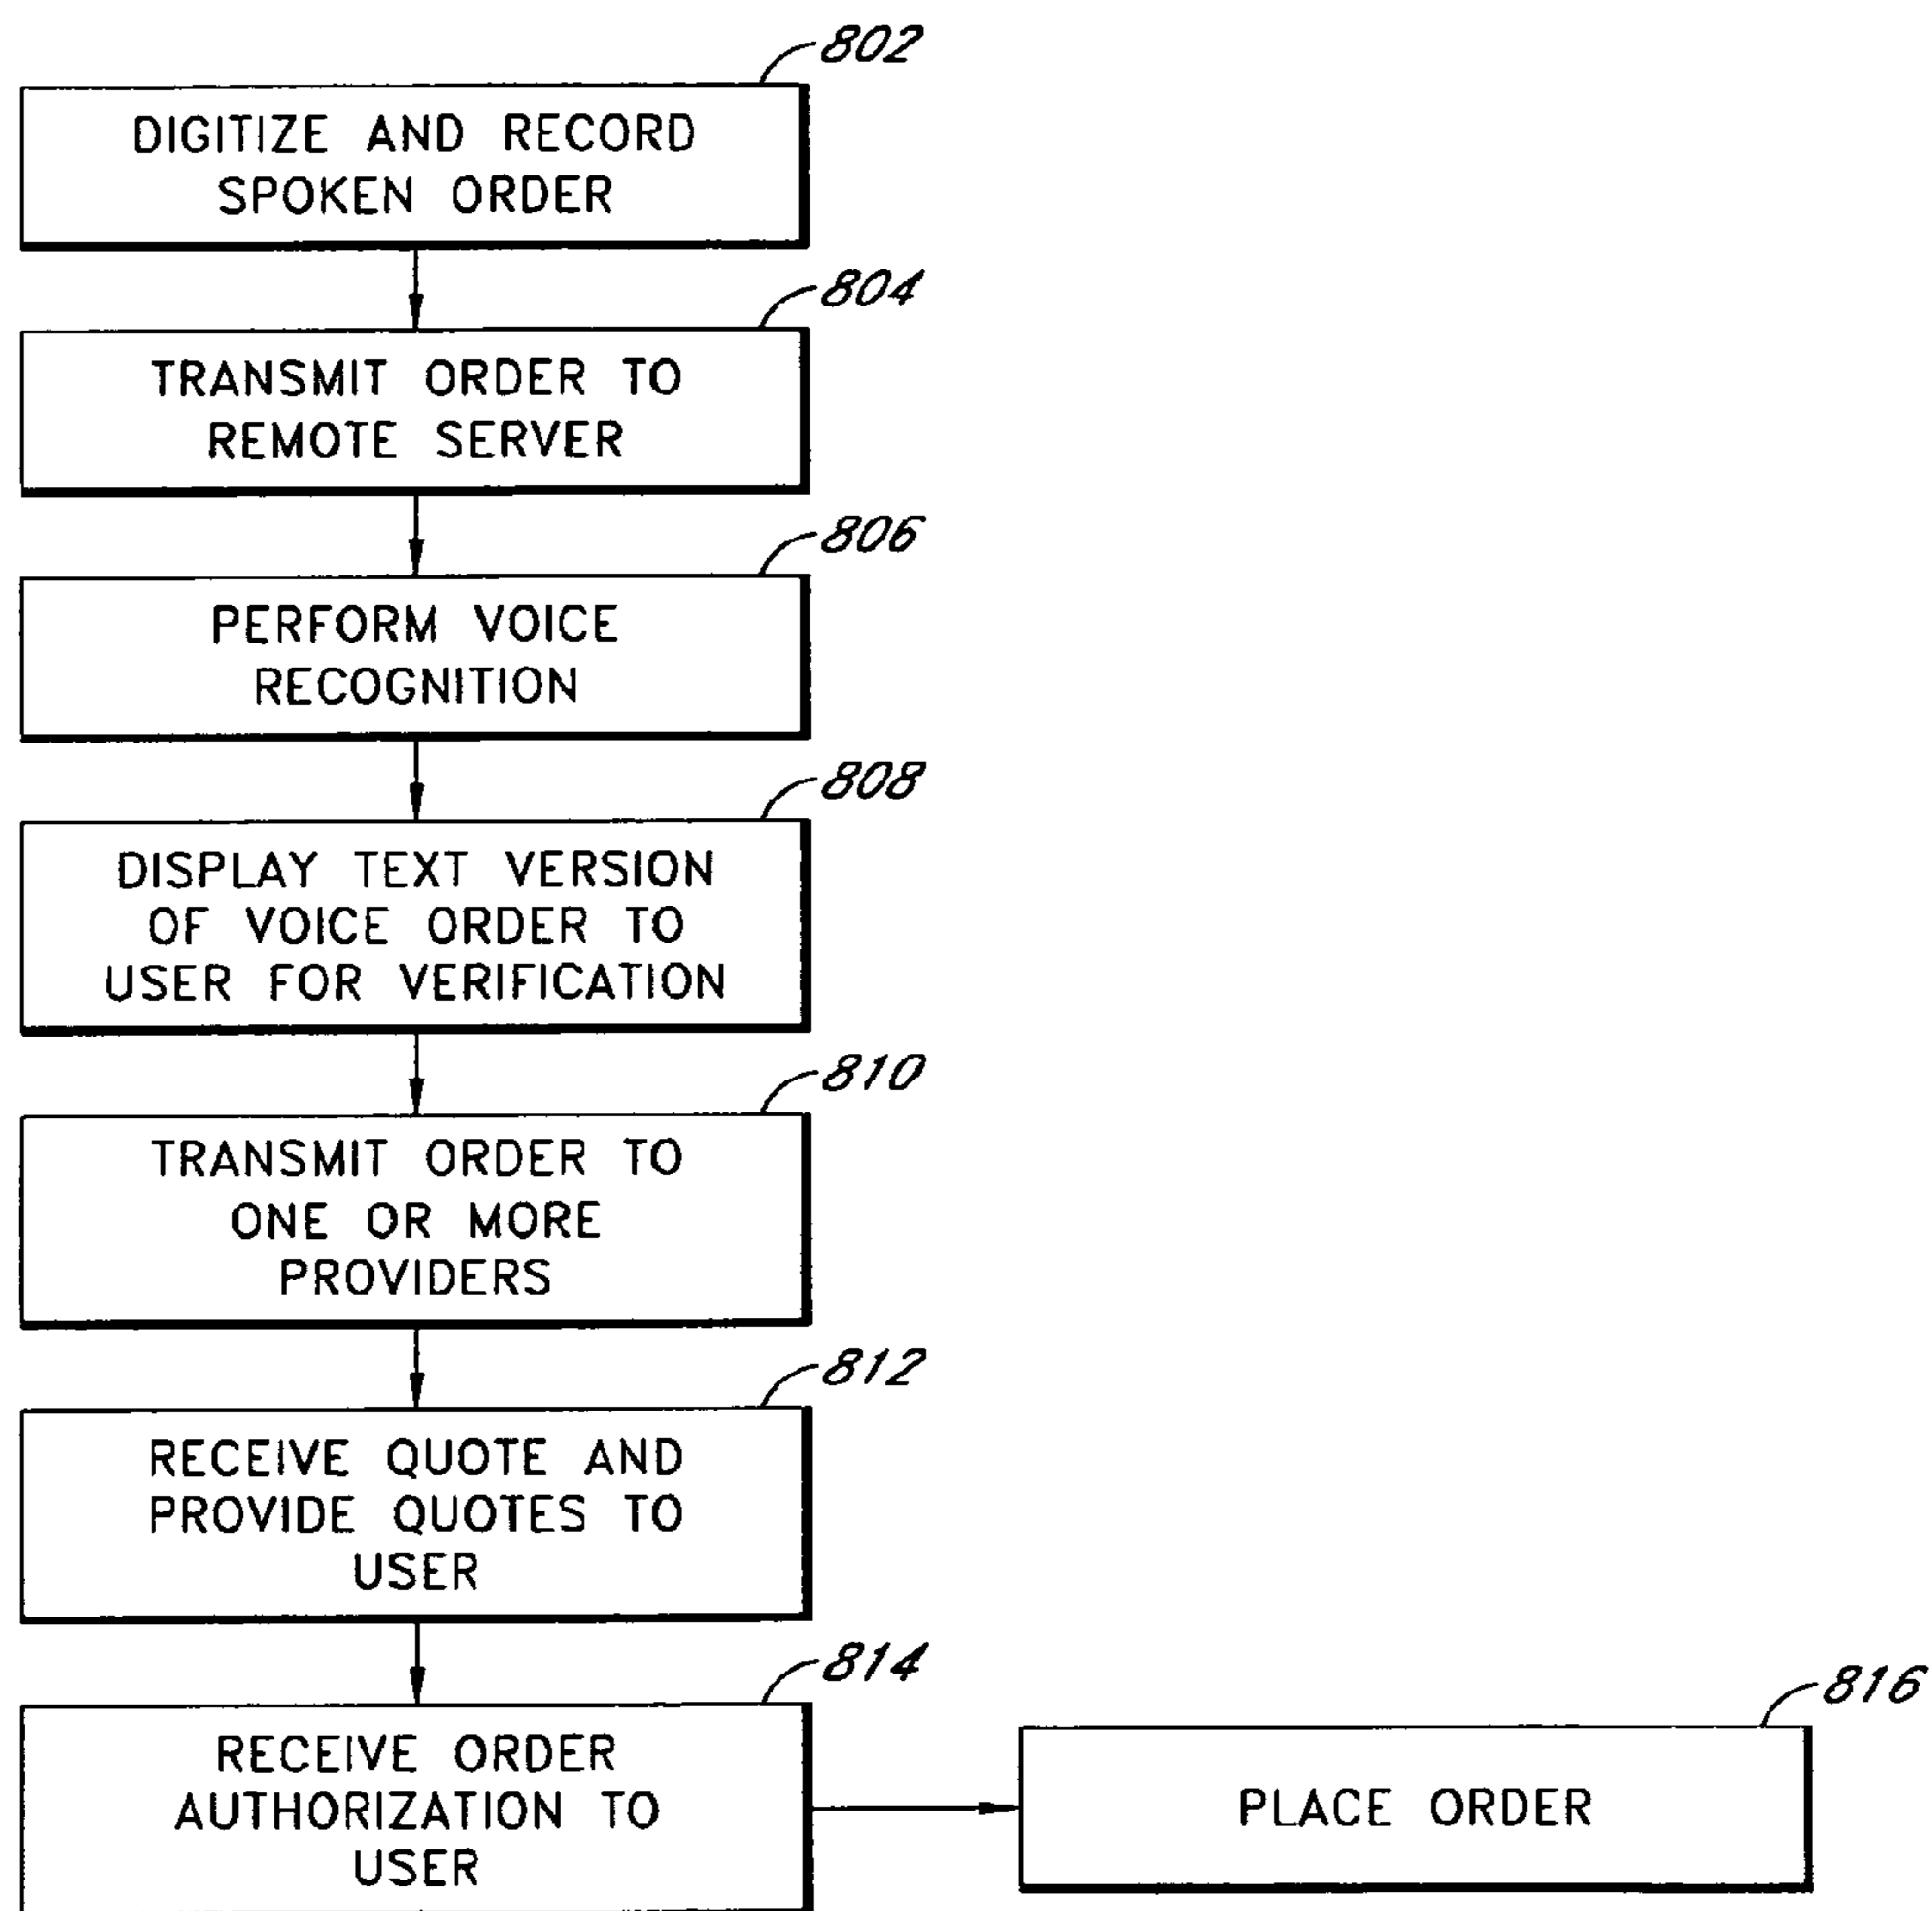 802
DIGITIZE AND RECORD
SPOKEN ORDER
804
TRANSMIT ORDER TO
REMOTE SERVER
806
PERFORM VOICE
RECOGNITION
808
DISPLAY TEXT VERSION
OF VOICE ORDER TO
USER FOR VERIFICATION
810
TRANSMIT ORDER TO
ONE OR MORE
PROVIDERS
812
RECEIVE QUOTE AND
PROVIDE QUOTES TO
USER
814
RECEIVE ORDER
AUTHORIZATION TO
USER
816
PLACE ORDER